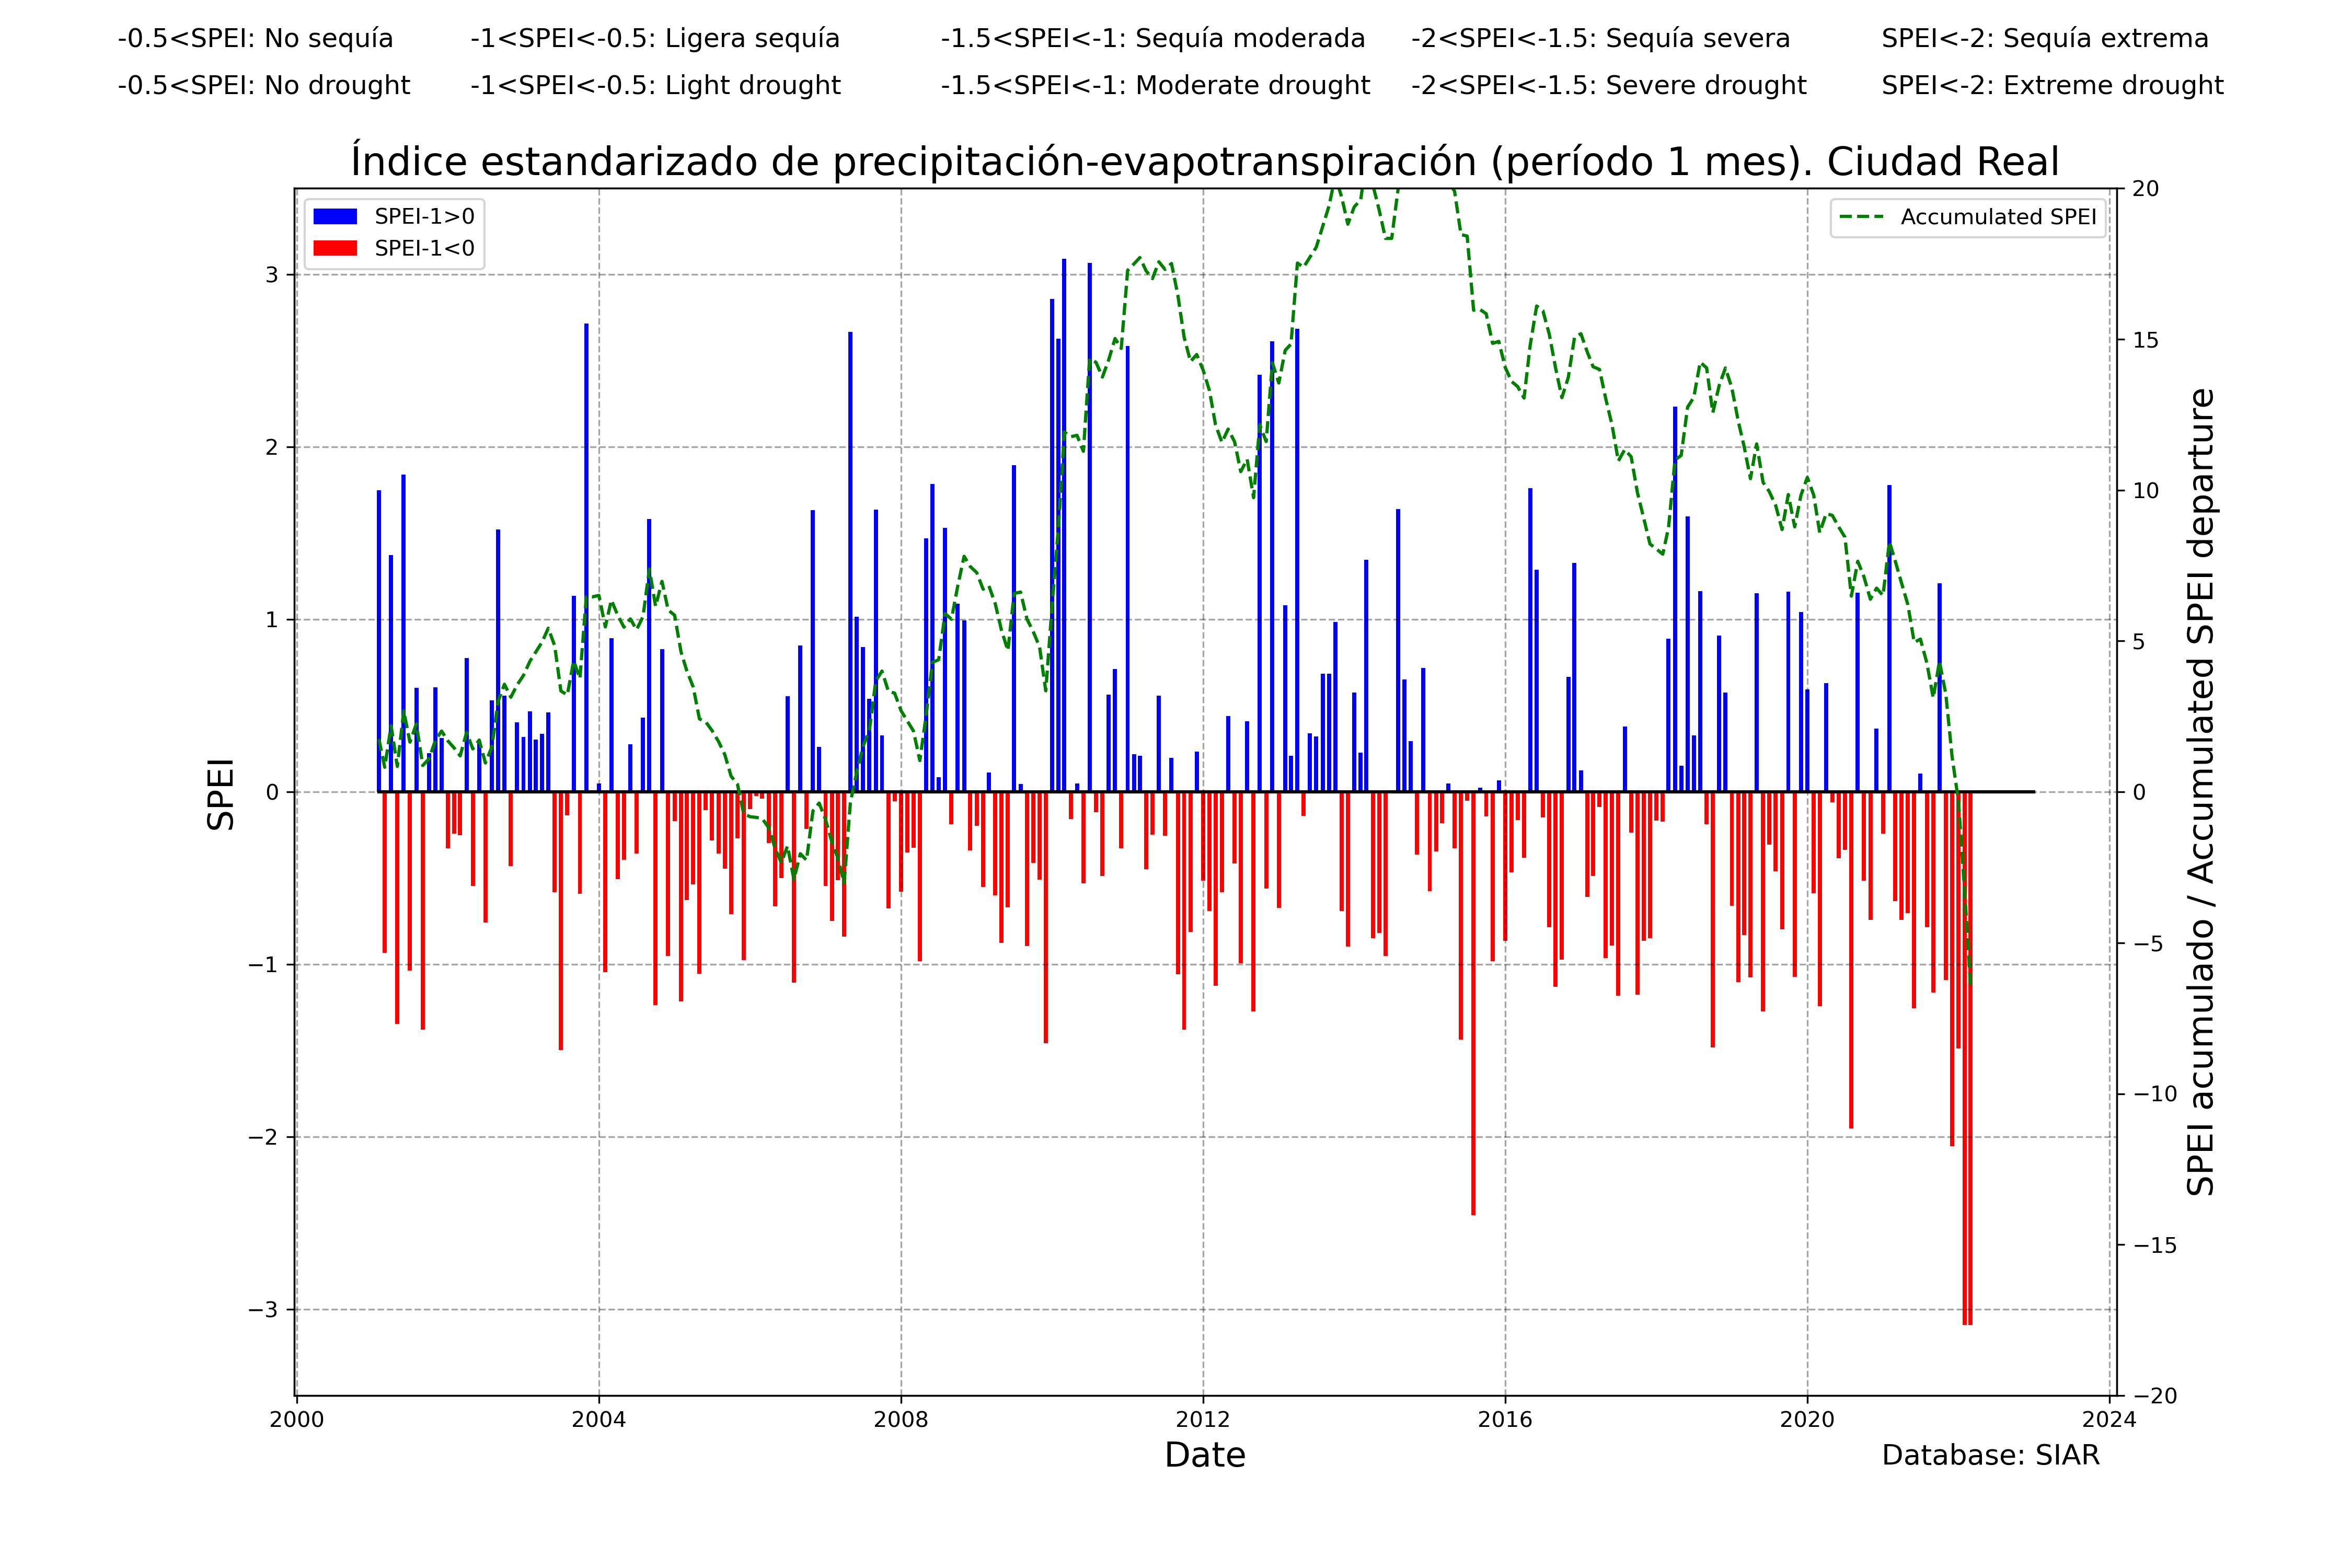 -0.5<SPEI: No sequía -1<SPEI<-0.5: Ligera sequía -1.5<SPEI<-1: Sequía moderada -2<SPEI<-1.5: Sequía severa SPEI<-2: Sequía extrema
-0.5<SPEI: No drought -1<SPEI<-0.5: Light drought -1.5<SPEI<-1: Moderate drought -2<SPEI<-1.5: Severe drought SPEI<-2: Extreme drought
Índice estandarizado de precipitación-evapotranspiración (período 1 mes). Ciudad Real
SPEI-1>0
SPEI-1<0
Accumulated SPEI
SPEI
3
2
1
0
−1
−2
−3
20
15
10
5
0
−5
−10
−15
−20
SPEI acumulado / Accumulated SPEI departure
2000 2004 2008 2012 2016 2020 2024
Date
Database: SIAR